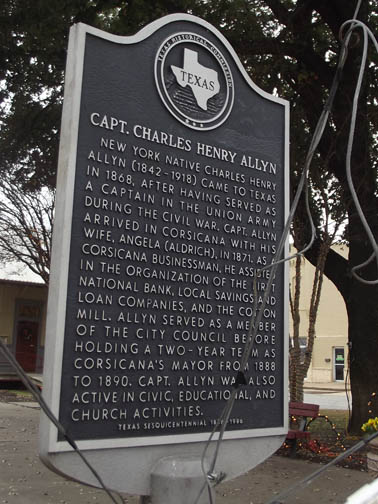 TEXAS HISTORICAL COMMISSION
TEXAS
CAPT. CHARLES HENRY ALLYN
NEW YORK NATIVE CHARLES HENRY
ALLYN (1842-1918) CAME TO TEXAS
IN 1868, AFTER HAVING SERVED AS
A CAPTAIN IN THE UNION ARMY
DURING THE CIVIL WAR. CAPT. ALLYN
ARRIVED IN CORSICANA WITH HIS
WIFE, ANGELA (ALDRICH), IN 1871. AS A
CORSICANA BUSINESSMAN, HE ASSISTED
IN THE ORGANIZATION OF THE FIRST
NATIONAL BANK, LOCAL SAVINGS AND
LOAN COMPANIES, AND THE COTTON
MILL. ALLYN SERVED AS A MEMBER
OF THE CITY COUNCIL BEFORE
HOLDING A TWO-YEAR TERM AS
CORSICANA'S MAYOR FROM 1888
TO 1890. CAPT. ALLYN WAS ALSO
ACTIVE IN CIVIC, EDUCATIONAL, AND
CHURCH ACTIVITIES.
TEXAS SESQUICENTENNIAL 1836-1986